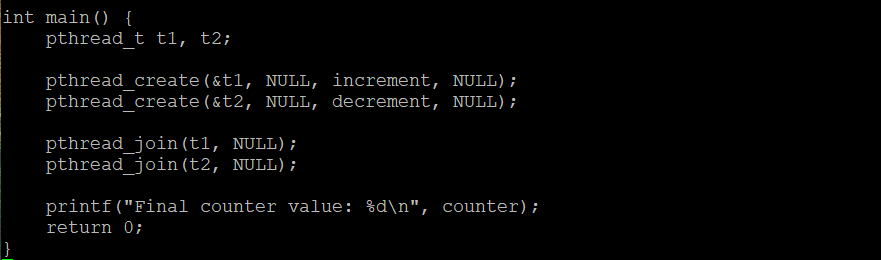 int main() {
    pthread_t t1, t2;

    pthread_create(&t1, NULL, increment, NULL);
    pthread_create(&t2, NULL, decrement, NULL);

    pthread_join(t1, NULL);
    pthread_join(t2, NULL);

    printf("Final counter value: %d\n", counter);
    return 0;
}